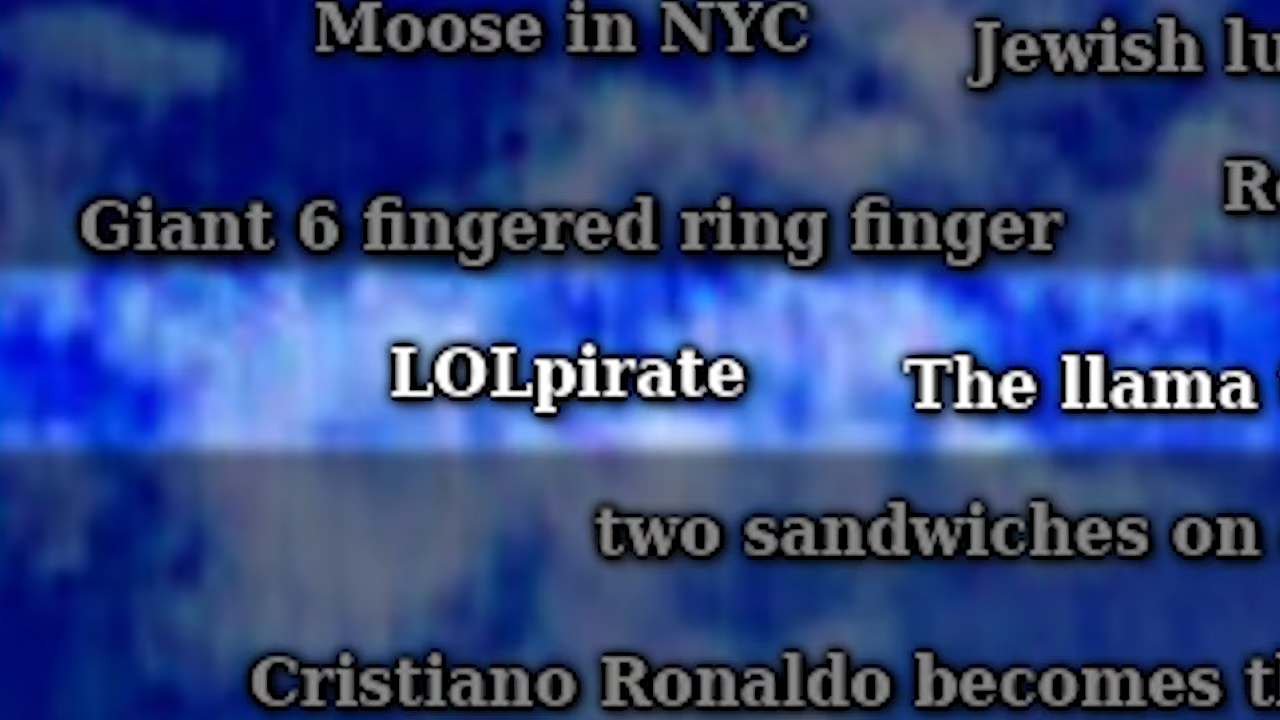 Moose in NYC
Jewish
Giant 6 fingered ring finger
LOLpirate
The llama
two sandwiches on
Cristiano Ronaldo becomes